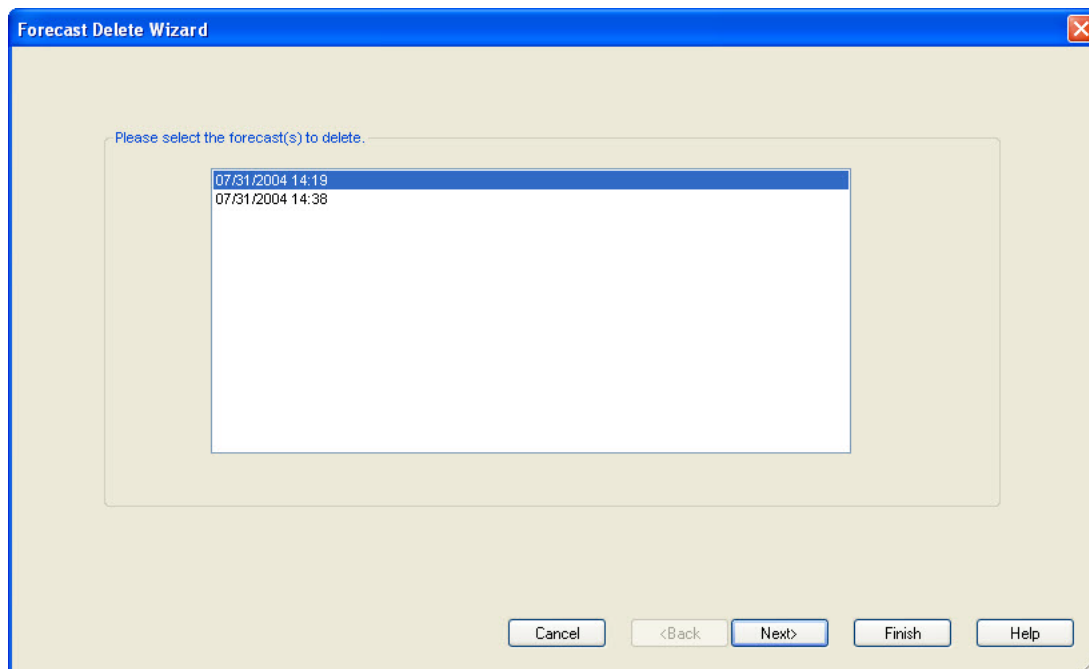 Forecast Delete Wizard
Please select the forecast(s) to delete.
07/31/2004 14:19
07/31/2004 14:38
Cancel
<Back
Next>
Finish
Help